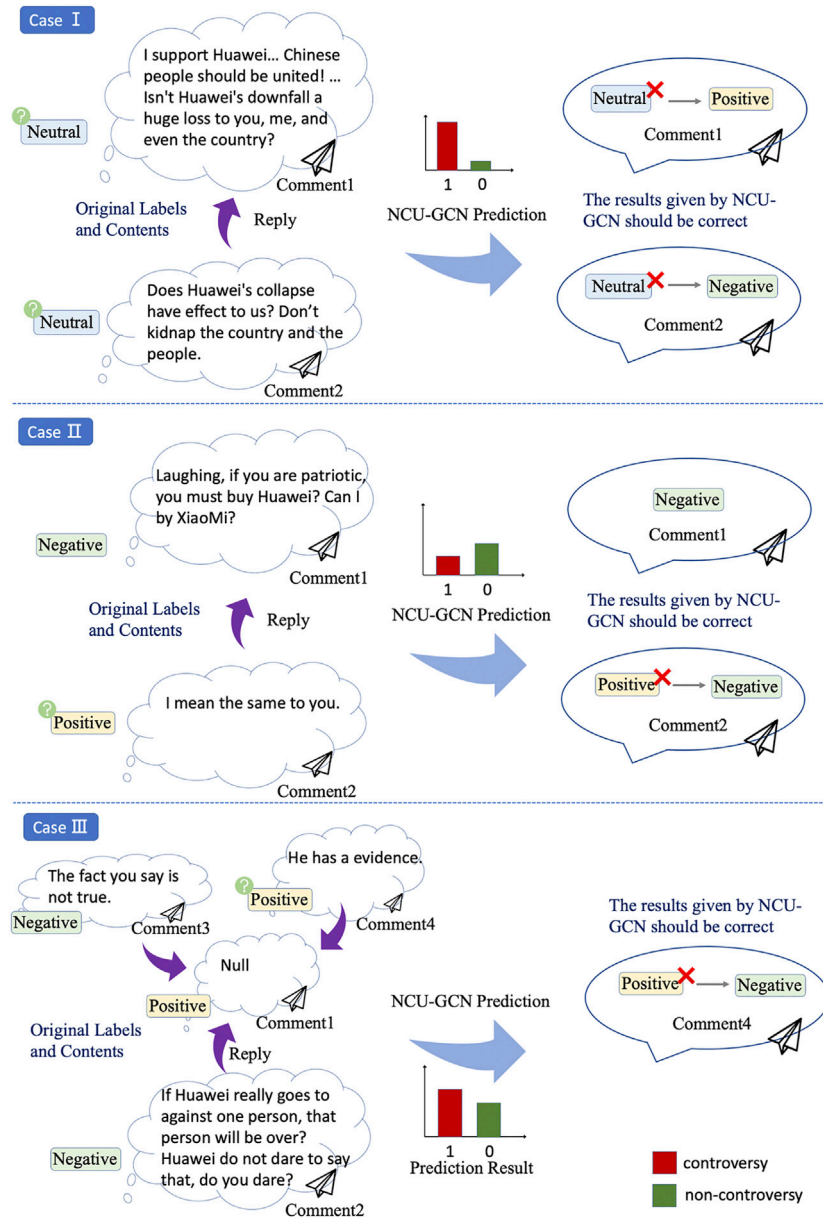 Case Ⅰ
I support Huawei... Chinese
people should be united! ...
Isn't Huawei's downfall a
huge loss to you, me, and
even the country?
?
Neutral
Comment1
Original Labels
and Contents
Reply
Does Huawei's collapse
have effect to us? Don't
kidnap the country and the
people.
?
Neutral
Comment2
1 0
NCU-GCN Prediction
Neutral Positive
Comment1
The results given by NCU-
GCN should be correct
Neutral Negative
Comment2
Case Ⅱ
Laughing, if you are patriotic,
you must buy Huawei? Can I
by XiaoMi?
Negative
Comment1
Original Labels
and Contents
Reply
I mean the same to you.
?
Positive
Comment2
1 0
NCU-GCN Prediction
Negative
Comment1
The results given by NCU-
GCN should be correct
Positive Negative
Comment2
Case Ⅲ
The fact you say is
not true.
Negative
Comment3
He has a evidence.
?
Positive
Comment4
Null
Positive
Comment1
Original Labels
and Contents
Reply
If Huawei really goes to
against one person, that
person will be over?
Huawei do not dare to say
that, do you dare?
Negative
Comment2
NCU-GCN Prediction
1 0
Prediction Result
The results given by NCU-
GCN should be correct
Positive Negative
Comment4
controversy
non-controversy